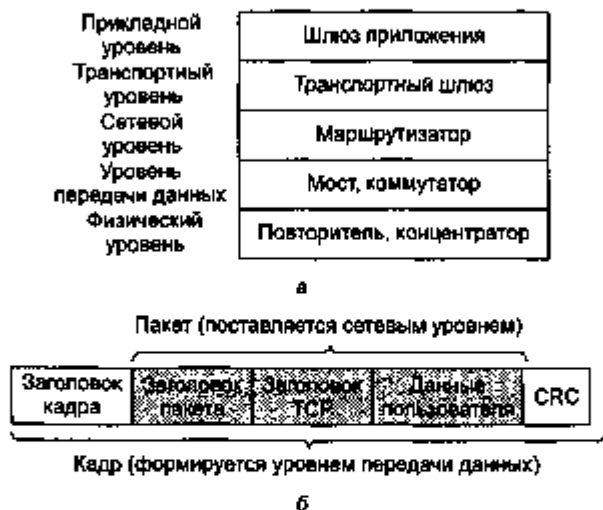 Прикладной
уровень
Шлюз приложения
Транспортный
уровень
Транспортный шлюз
Сетевой
уровень
Маршрутизатор
Уровень
передачи данных
Мост, коммутатор
Физический
уровень
Повторитель, концентратор
а
Пакет (поставляется сетевым уровнем)
Заголовок
кадра
Заголовок
пакета
Заголовок
TCP
Данные
пользователя
CRC
Кадр (формируется уровнем передачи данных)
б